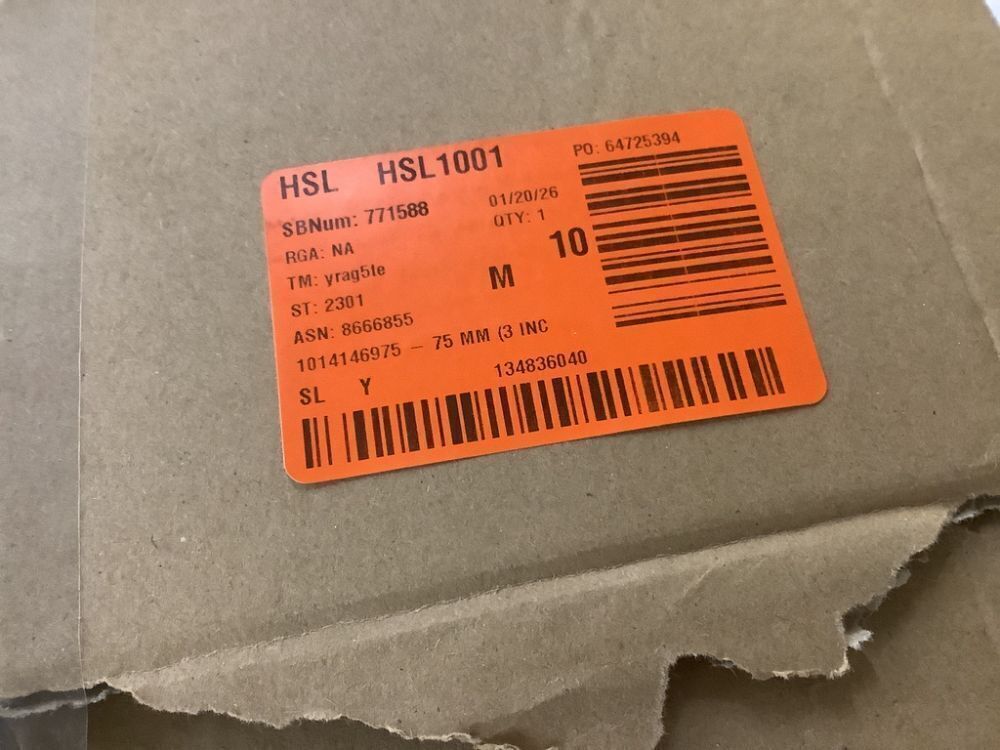 HSL HSL1001
PO: 64725394
SBNum: 771588
01/20/26
RGA: NA
QTY: 1
10
TM: yrag5te
M
ST: 2301
ASN: 8666855
1014146975 – 75 MM (3 INC
SL Y
134836040